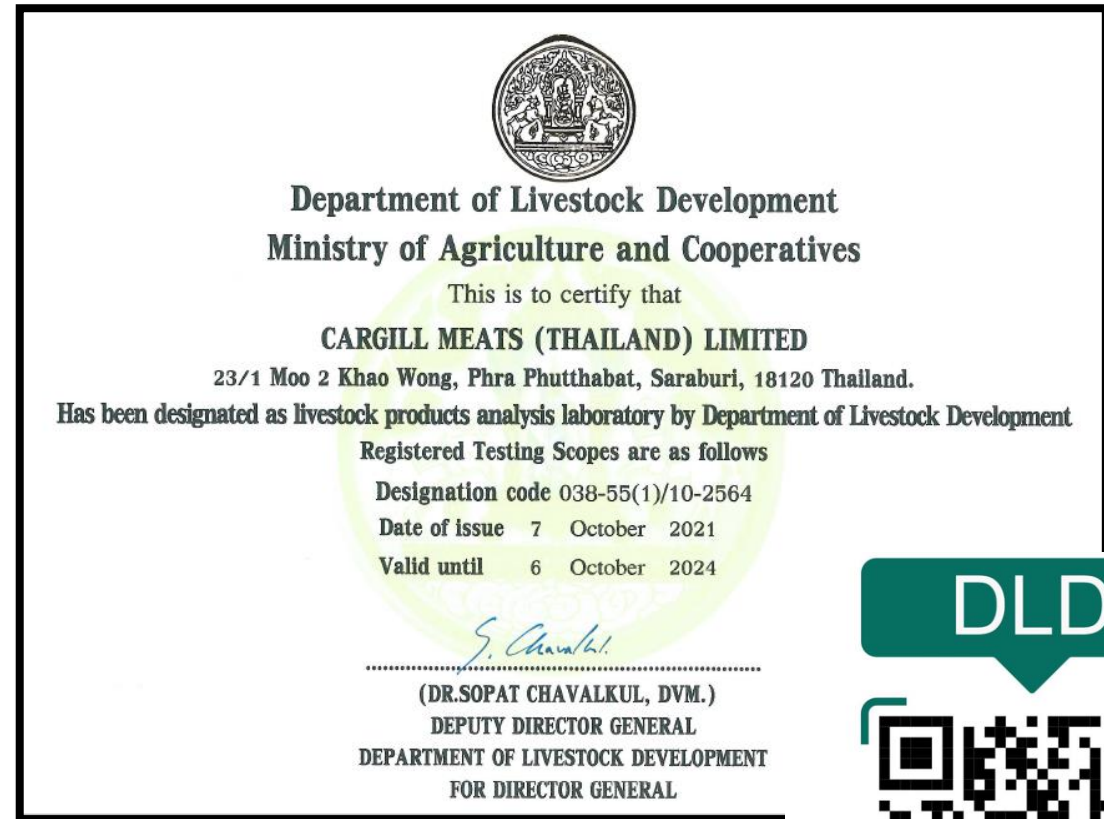 Department of Livestock Development
Ministry of Agriculture and Cooperatives
This is to certify that
CARGILL MEATS (THAILAND) LIMITED
23/1 Moo 2 Khao Wong, Phra Phutthabat, Saraburi, 18120 Thailand.
Has been designated as livestock products analysis laboratory by Department of Livestock Development
Registered Testing Scopes are as follows
Designation code 038-55(1)/10-2564
Date of issue 7 October 2021
Valid until 6 October 2024
S. Chavalkul.
(DR.SOPAT CHAVALKUL, DVM.)
DEPUTY DIRECTOR GENERAL
DEPARTMENT OF LIVESTOCK DEVELOPMENT
FOR DIRECTOR GENERAL
DLD